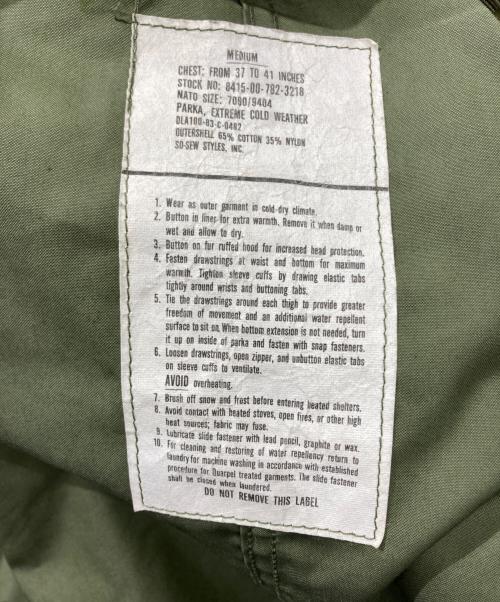 MEDIUM
CHEST: FROM 37 TO 41 INCHES
STOCK NO: 8415-00-782-3218
NATO SIZE: 7080/9404
PARKA, EXTREME COLD WEATHER
DLA100-83-C-0482
OUTERSHELL 65% COTTON 35% NYLON
SO-SEW STYLES, INC.
1. Wear as outer garment in cold-dry climate.
2. Button in liner for extra warmth. Remove it when damp or
wet and allow to dry.
3. Button on fur ruffed hood for increased head protection.
4. Fasten drawstrings at waist and bottom for maximum
warmth. Tighten sleeve cuffs by drawing elastic tabs
tightly around wrists and buttoning tabs.
5. Tie the drawstrings around each thigh to provide greater
freedom of movement and an additional water repellent
surface to sit on. When bottom extension is not needed, turn
it up on inside of parka and fasten with snap fasteners.
6. Loosen drawstrings, open zipper, and unbutton elastic tabs
on sleeve cuffs to ventilate.
AVOID overheating.
7. Brush off snow and frost before entering heated shelters.
8. Avoid contact with heated stoves, open fires, or other high
heat sources; fabric may fuse.
9. Lubricate slide fastener with lead pencil, graphite or wax.
10. For cleaning and restoring of water repellency return to
laundry for machine washing in accordance with established
procedure for Quarpel treated garments. The slide fastener
shall be closed when laundered.
DO NOT REMOVE THIS LABEL